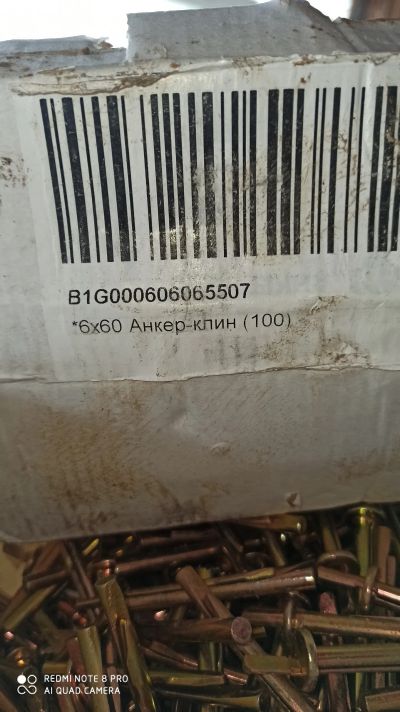 B1G000606065507
*6x60 Анкер-клин (100)
REDMI NOTE 8 PRO
AI QUAD CAMERA